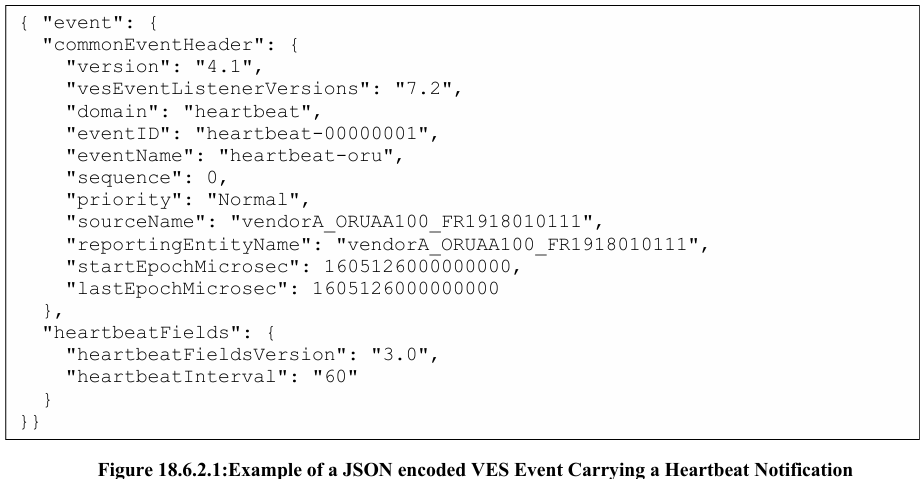 { "event": {
"commonEventHeader": {
"version": "4.1",
"vesEventListenerVersions": "7.2",
"domain": "heartbeat",
"eventID": "heartbeat-00000001",
"eventName": "heartbeat-oru",
"sequence": 0,
"priority": "Normal",
"sourceName": "vendorA_ORUAA100_FR1918010111",
"reportingEntityName": "vendorA_ORUAA100_FR1918010111",
"startEpochMicrosec": 1605126000000000,
"lastEpochMicrosec": 1605126000000000
},
"heartbeatFields": {
"heartbeatFieldsVersion": "3.0",
"heartbeatInterval": "60"
}
}}
Figure 18.6.2.1:Example of a JSON encoded VES Event Carrying a Heartbeat Notification